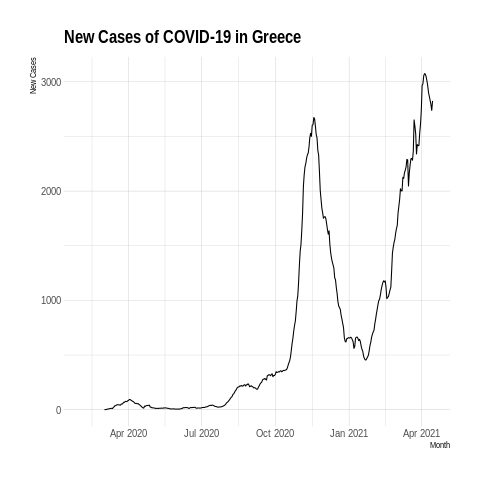 New Cases of COVID-19 in Greece
New Cases
3000
2000
1000
0
Apr 2020 Jul 2020 Oct 2020 Jan 2021 Apr 2021
Month